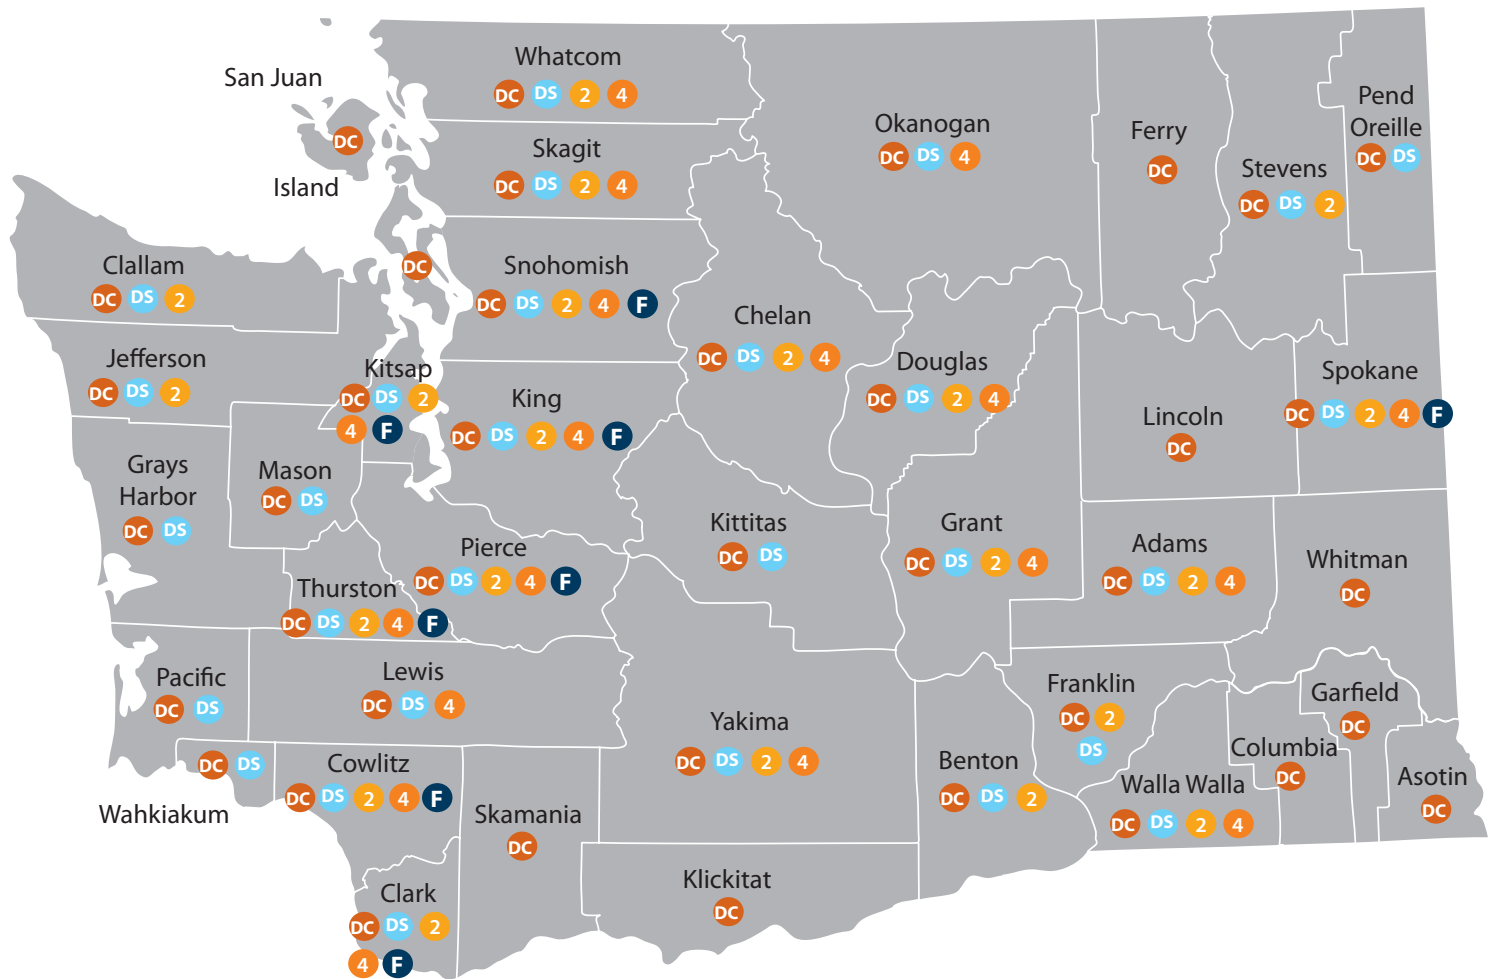 Whatcom
DC DS 2 4
San Juan
DC
Island
DC
Skagit
DC DS 2 4
Okanogan
DC DS 4
Ferry
DC
Stevens
DC DS 2
Pend
Oreille
DC DS
Clallam
DC DS 2
Snohomish
DC DS 2 4 F
Chelan
DC DS 2 4
Jefferson
DC DS 2
Kitsap
DC DS 2
4 F
King
DC DS 2 4 F
Douglas
DC DS 2 4
Lincoln
DC
Spokane
DC DS 2 4 F
Grays
Harbor
DC DS
Mason
DC DS
Kittitas
DC DS
Grant
DC DS 2 4
Adams
DC DS 2 4
Whitman
DC
Pierce
DC DS 2 4 F
Thurston
DC DS 2 4 F
Pacific
DC DS
Lewis
DC DS 4
Yakima
DC DS 2 4
Franklin
DC 2
DS
Garfield
DC
Columbia
DC
Asotin
DC
DC DS
Wahkiakum
Cowlitz
DC DS 2 4 F
Skamania
DC
Benton
DC DS 2
Walla Walla
DC DS 2 4
Clark
DC DS 2
4 F
Klickitat
DC